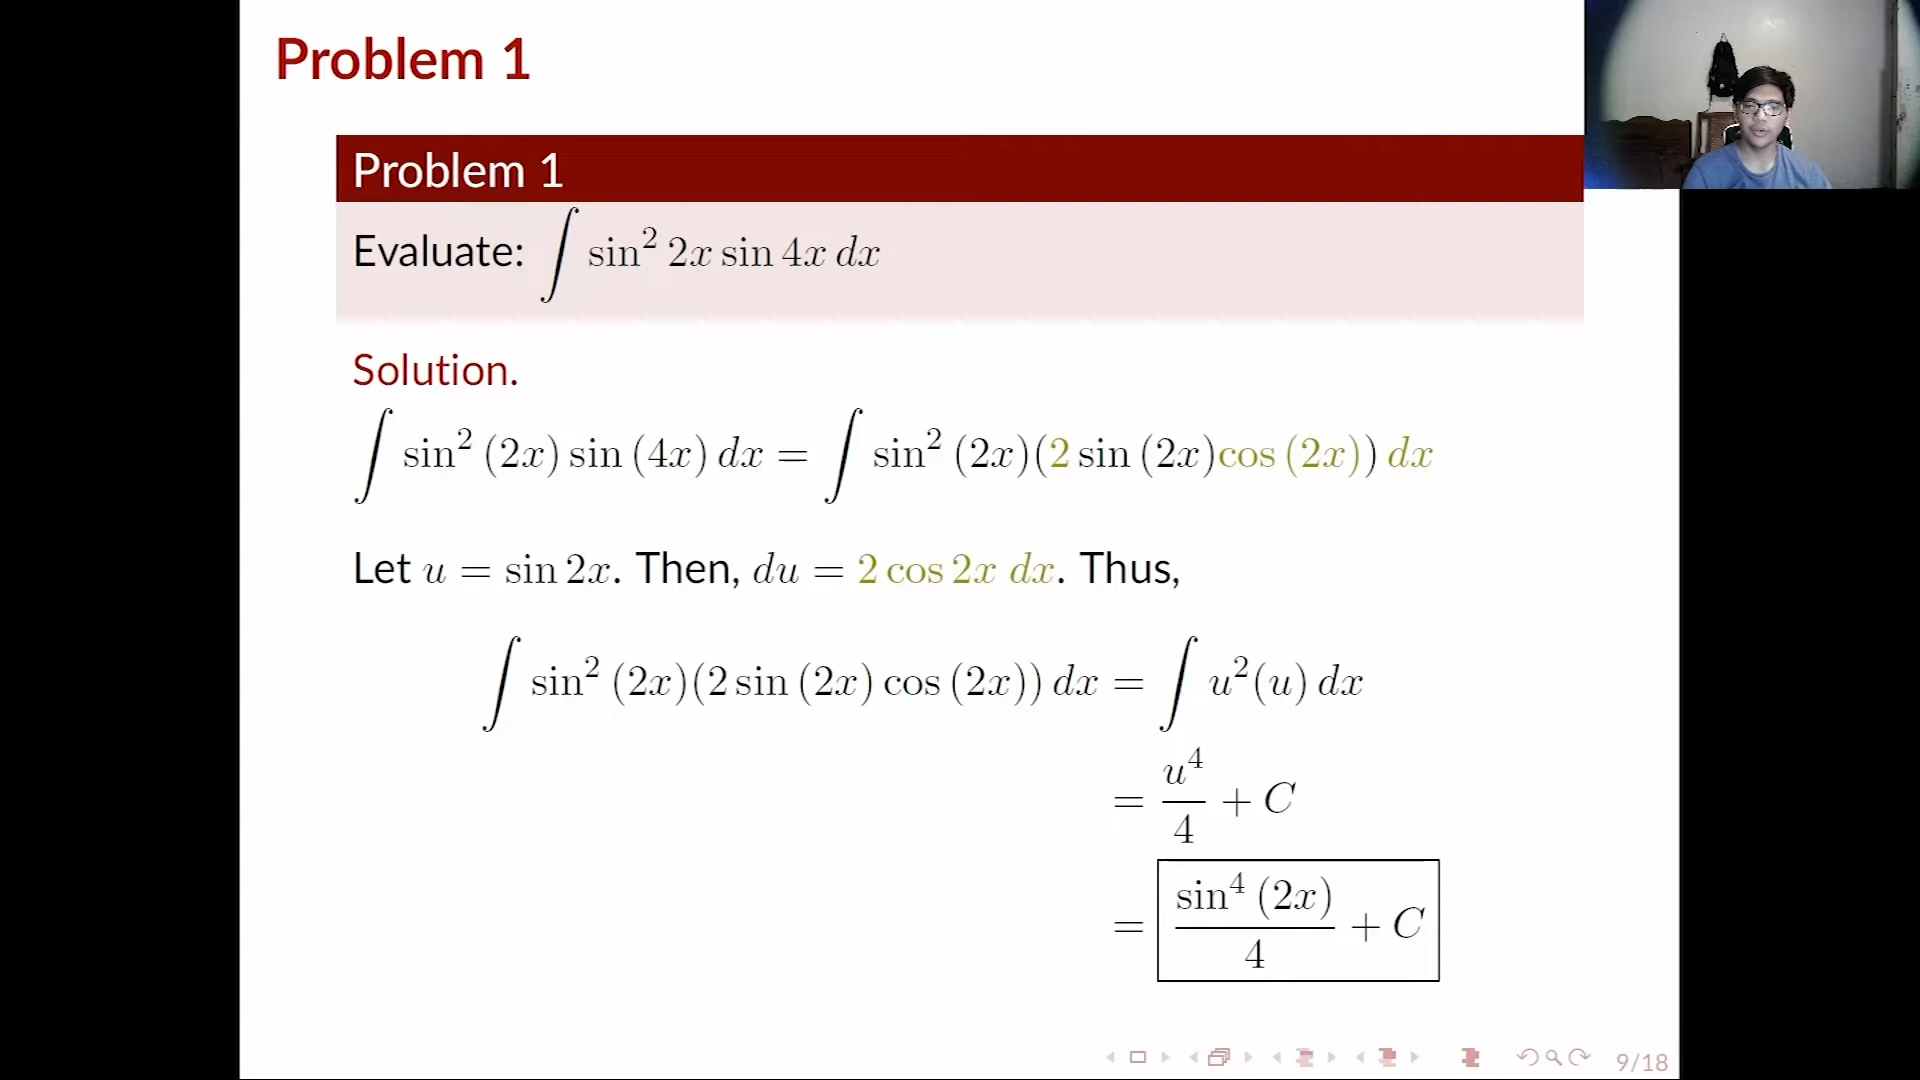 Problem 1
Problem 1
Evaluate: ∫ sin² 2x sin 4x dx
Solution.
∫ sin² (2x) sin (4x) dx = ∫ sin² (2x)(2 sin (2x)cos (2x)) dx
Let u = sin 2x. Then, du = 2 cos 2x dx. Thus,
∫ sin² (2x)(2 sin (2x) cos (2x)) dx = ∫ u²(u) dx
= u⁴/4 + C
= sin⁴ (2x)/4 + C
9/18